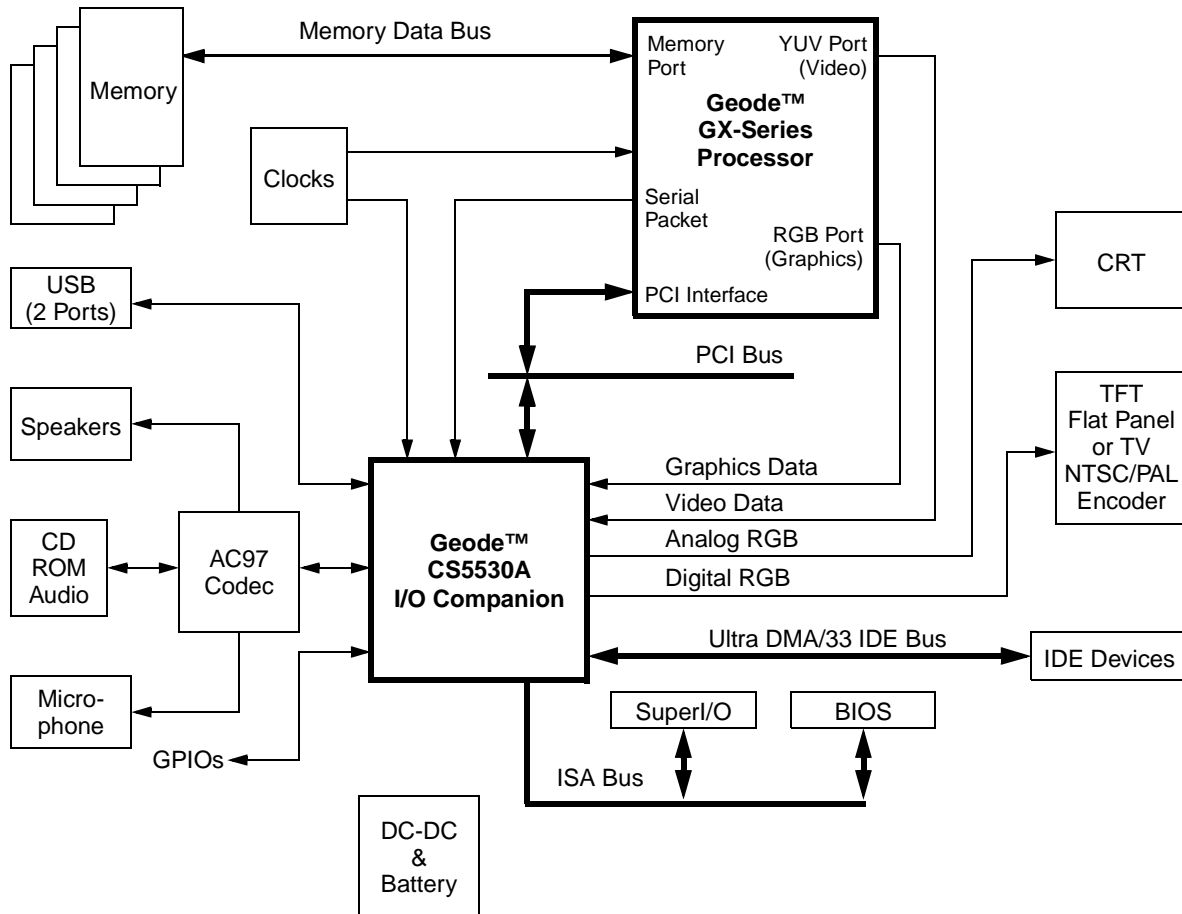 Memory Data Bus
Memory
Memory
Port
YUV Port
(Video)
Geode™
GX-Series
Processor
Clocks
Serial
Packet
RGB Port
(Graphics)
PCI Interface
CRT
USB
(2 Ports)
PCI Bus
Speakers
TFT
Flat Panel
or TV
NTSC/PAL
Encoder
Graphics Data
Video Data
Analog RGB
Digital RGB
CD
ROM
Audio
AC97
Codec
Geode™
CS5530A
I/O Companion
Ultra DMA/33 IDE Bus
IDE Devices
Micro-
phone
SuperI/O
BIOS
GPIOs
ISA Bus
DC-DC
&
Battery